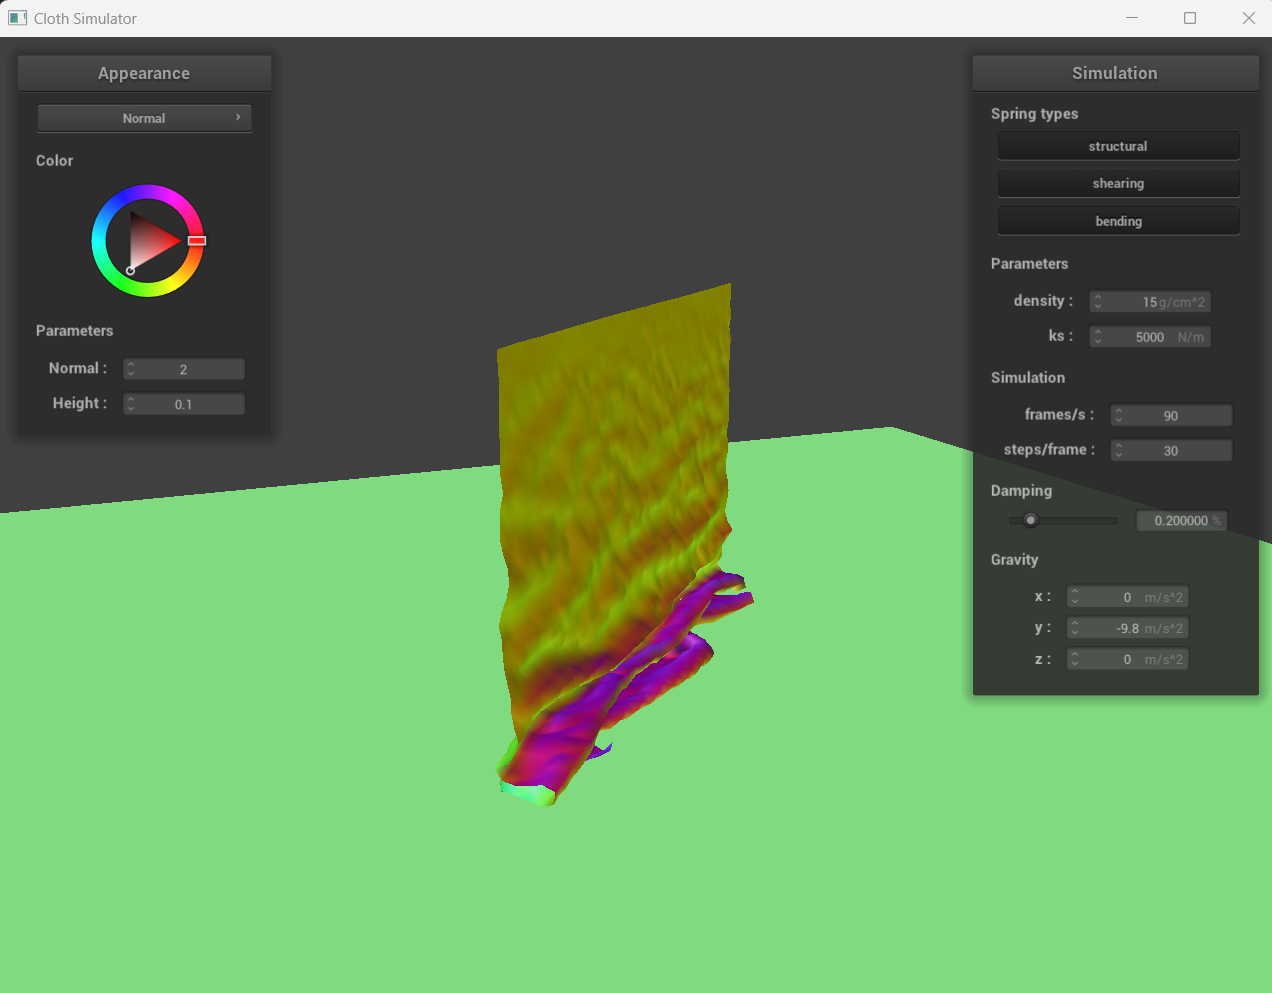 Cloth Simulator
Appearance
Normal
Color
Parameters
Normal : 2
Height : 0.1
Simulation
Spring types
structural
shearing
bending
Parameters
density : 15 g/cm^2
ks : 5000 N/m
Simulation
frames/s : 90
steps/frame : 30
Damping
0.200000 %
Gravity
x : 0 m/s^2
y : -9.8 m/s^2
z : 0 m/s^2